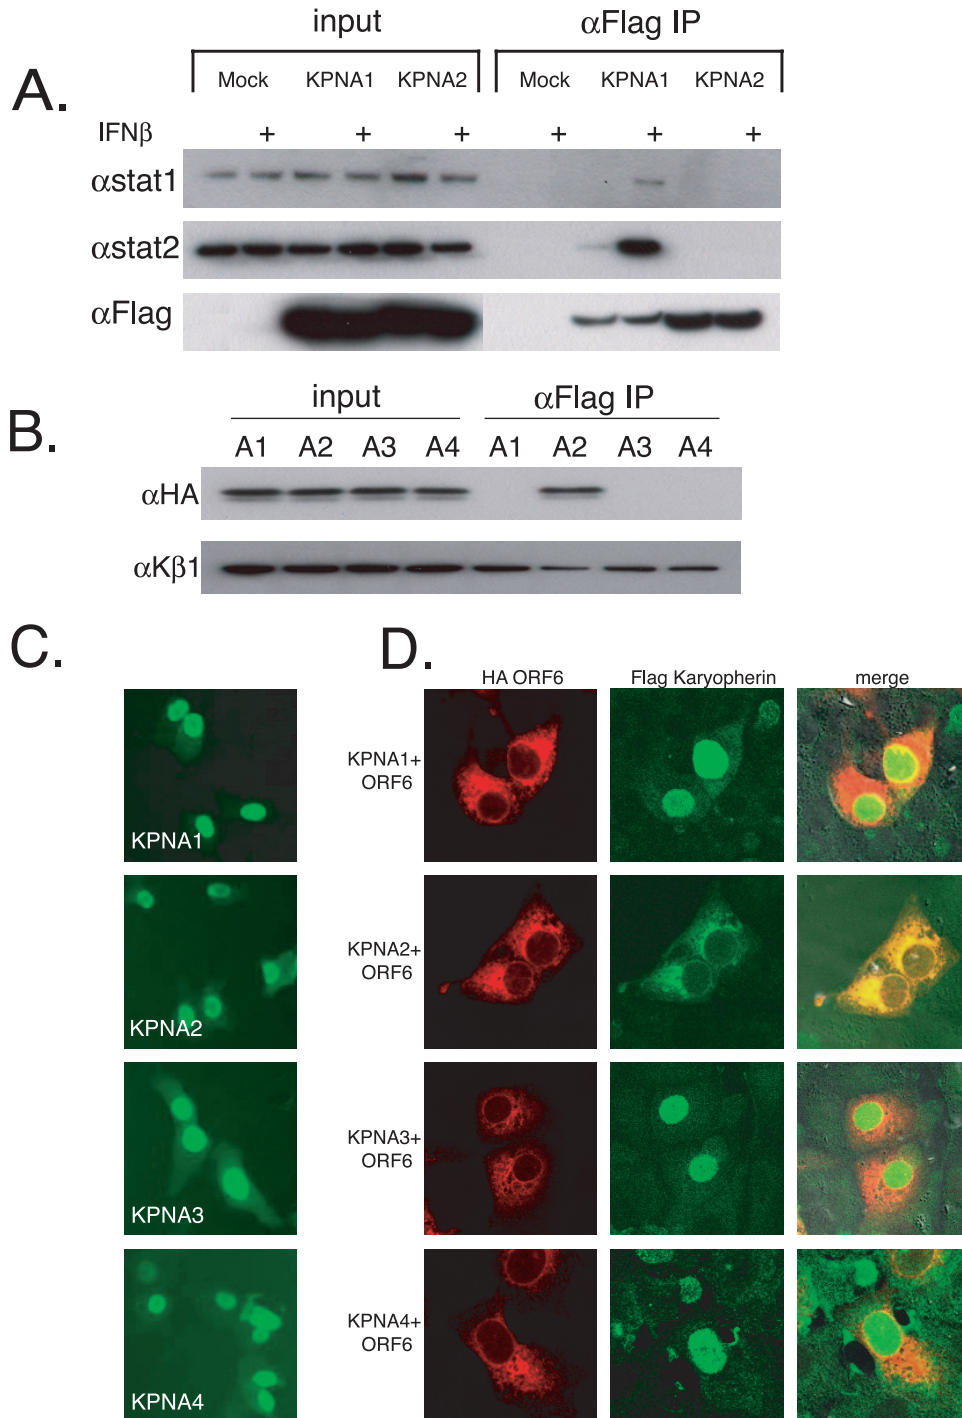 input αFlag IP
A.
Mock KPNA1 KPNA2 Mock KPNA1 KPNA2
IFNβ + + + + + +
αstat1
αstat2
αFlag
B.
input αFlag IP
A1 A2 A3 A4 A1 A2 A3 A4
αHA
αKβ1
C.
KPNA1
KPNA2
KPNA3
KPNA4
D.
HA ORF6 Flag Karyopherin merge
KPNA1+
ORF6
KPNA2+
ORF6
KPNA3+
ORF6
KPNA4+
ORF6